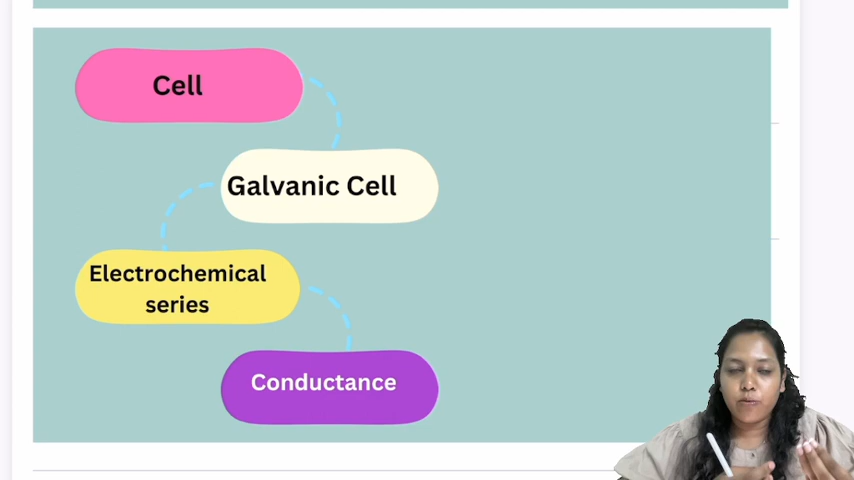 Cell
Galvanic Cell
Electrochemical
series
Conductance